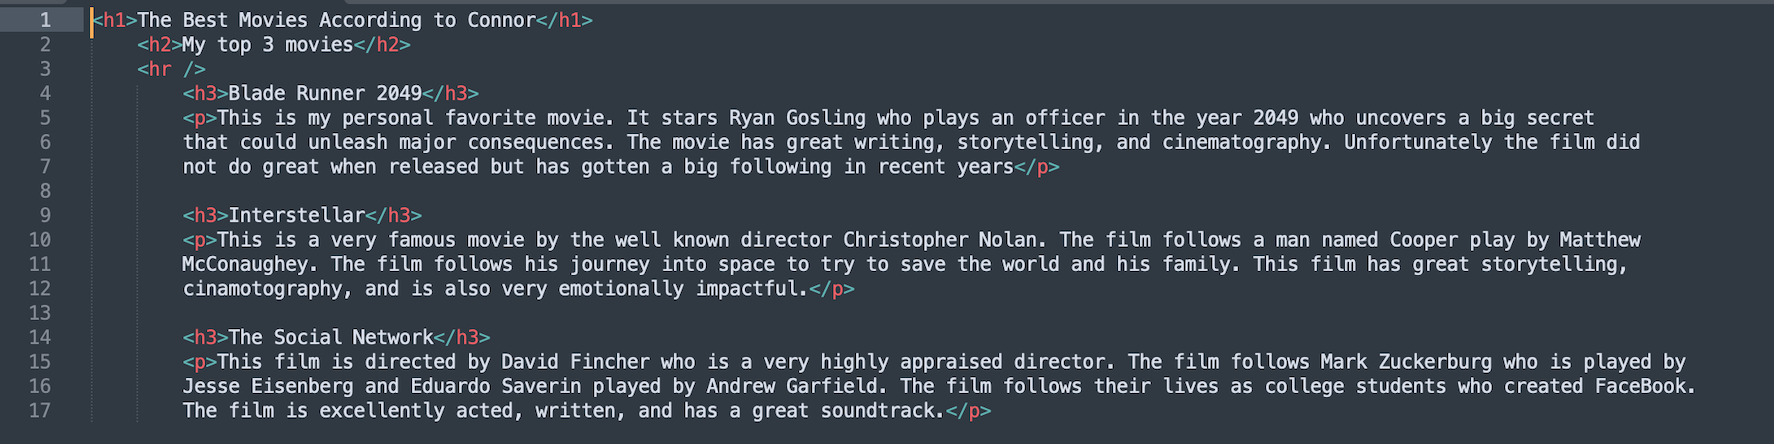 1 <h1>The Best Movies According to Connor</h1>
2 <h2>My top 3 movies</h2>
3 <hr />
4 <h3>Blade Runner 2049</h3>
5 <p>This is my personal favorite movie. It stars Ryan Gosling who plays an officer in the year 2049 who uncovers a big secret
6 that could unleash major consequences. The movie has great writing, storytelling, and cinematography. Unfortunately the film did
7 not do great when released but has gotten a big following in recent years</p>
8
9 <h3>Interstellar</h3>
10 <p>This is a very famous movie by the well known director Christopher Nolan. The film follows a man named Cooper play by Matthew
11 McConaughey. The film follows his journey into space to try to save the world and his family. This film has great storytelling,
12 cinamotography, and is also very emotionally impactful.</p>
13
14 <h3>The Social Network</h3>
15 <p>This film is directed by David Fincher who is a very highly appraised director. The film follows Mark Zuckerburg who is played by
16 Jesse Eisenberg and Eduardo Saverin played by Andrew Garfield. The film follows their lives as college students who created FaceBook.
17 The film is excellently acted, written, and has a great soundtrack.</p>